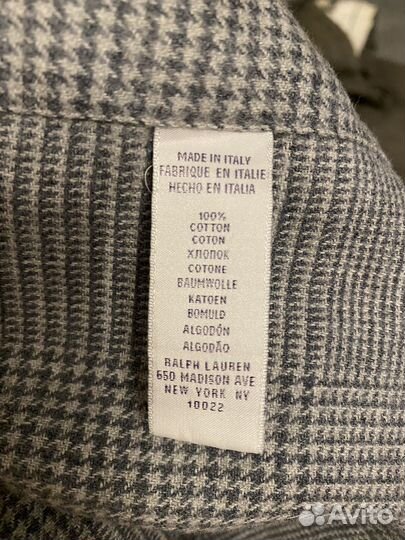 MADE IN ITALY
FABRIQUE EN ITALIE
HECHO EN ITALIA
100%
COTTON
COTON
ХЛОПОК
COTONE
BAUMWOLLE
KATOEN
BOMULD
ALGODÓN
ALGODÃO
RALPH LAUREN
650 MADISON AVE
NEW YORK NY
10022
Avito